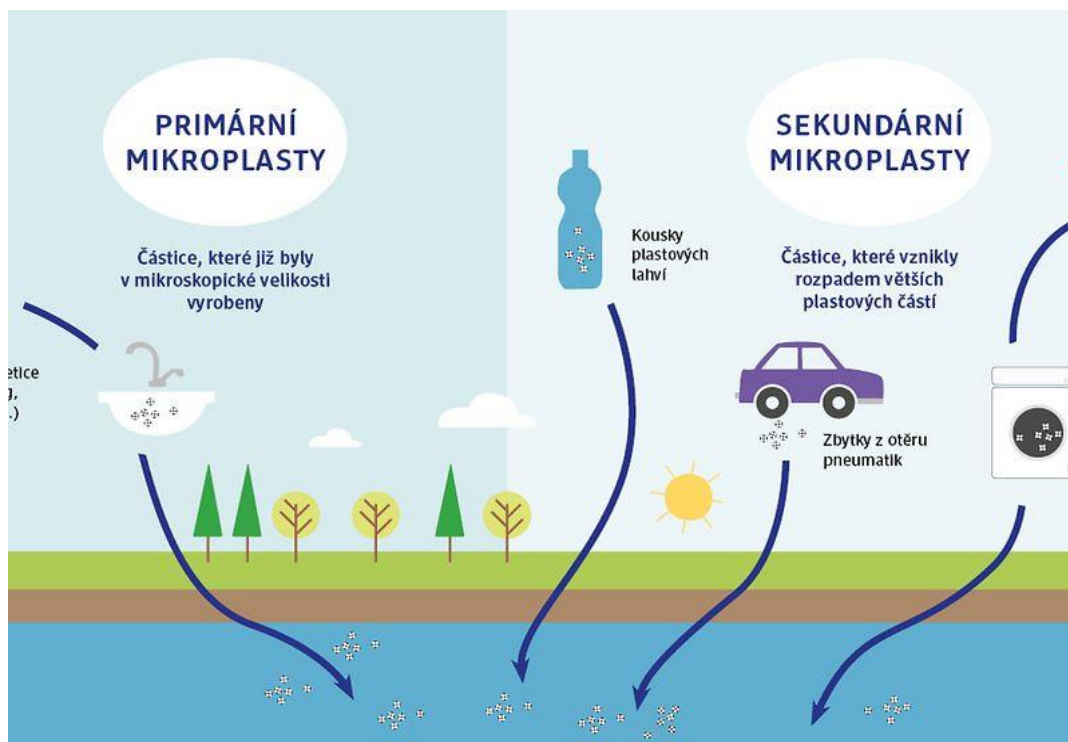 PRIMÁRNÍ
MIKROPLASTY
Částice, které již byly
v mikroskopické velikosti
vyrobeny
SEKUNDÁRNÍ
MIKROPLASTY
Částice, které vznikly
rozpadem větších
plastových částí
Kousky
plastových
lahví
Zbytky z otěru
pneumatik